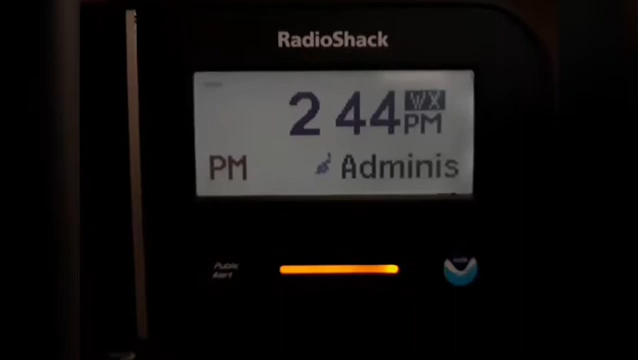 RadioShack
2 44 WX
PM
PM Adminis
Public
Alert